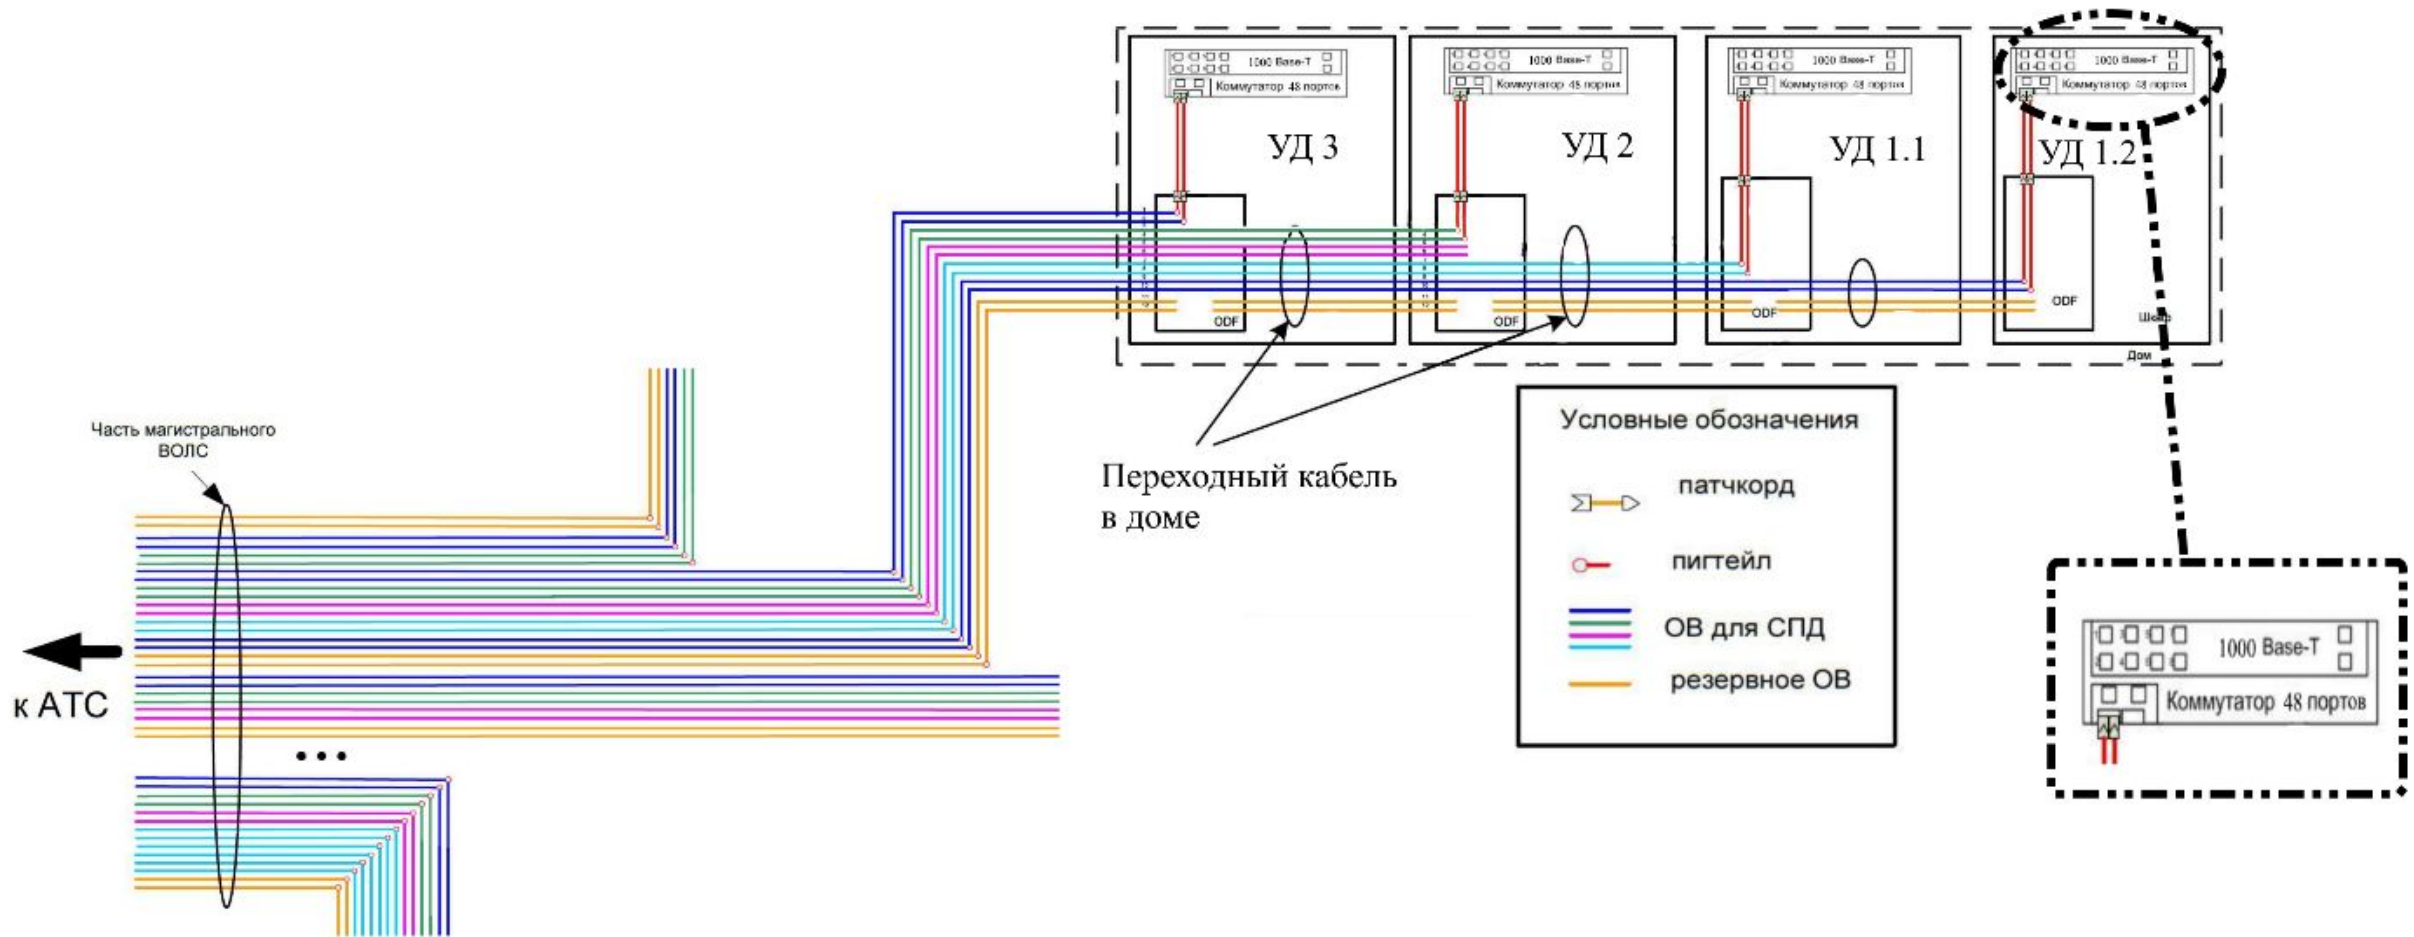 1000 Base-T
Коммутатор 48 портов
УД 3
ODF
1000 Base-T
Коммутатор 48 портов
УД 2
ODF
1000 Base-T
Коммутатор 48 портов
УД 1.1
ODF
1000 Base-T
Коммутатор 48 портов
УД 1.2
ODF
Шкаф
Дом
Часть магистрального
ВОЛС
к АТС
Переходный кабель
в доме
Условные обозначения
патчкорд
пигтейл
ОВ для СПД
резервное ОВ
1000 Base-T
Коммутатор 48 портов